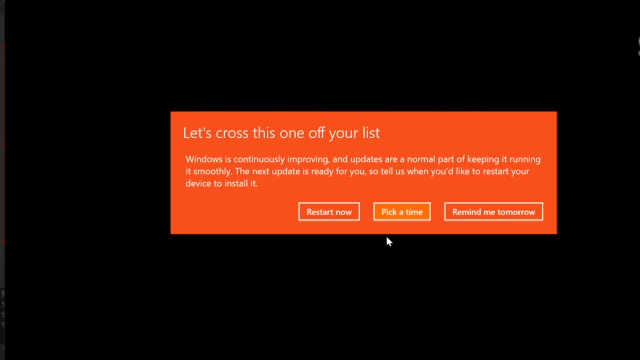 Let's cross this one off your list
Windows is continuously improving, and updates are a normal part of keeping it running
it smoothly. The next update is ready for you, so tell us when you'd like to restart your
device to install it.
Restart now Pick a time Remind me tomorrow